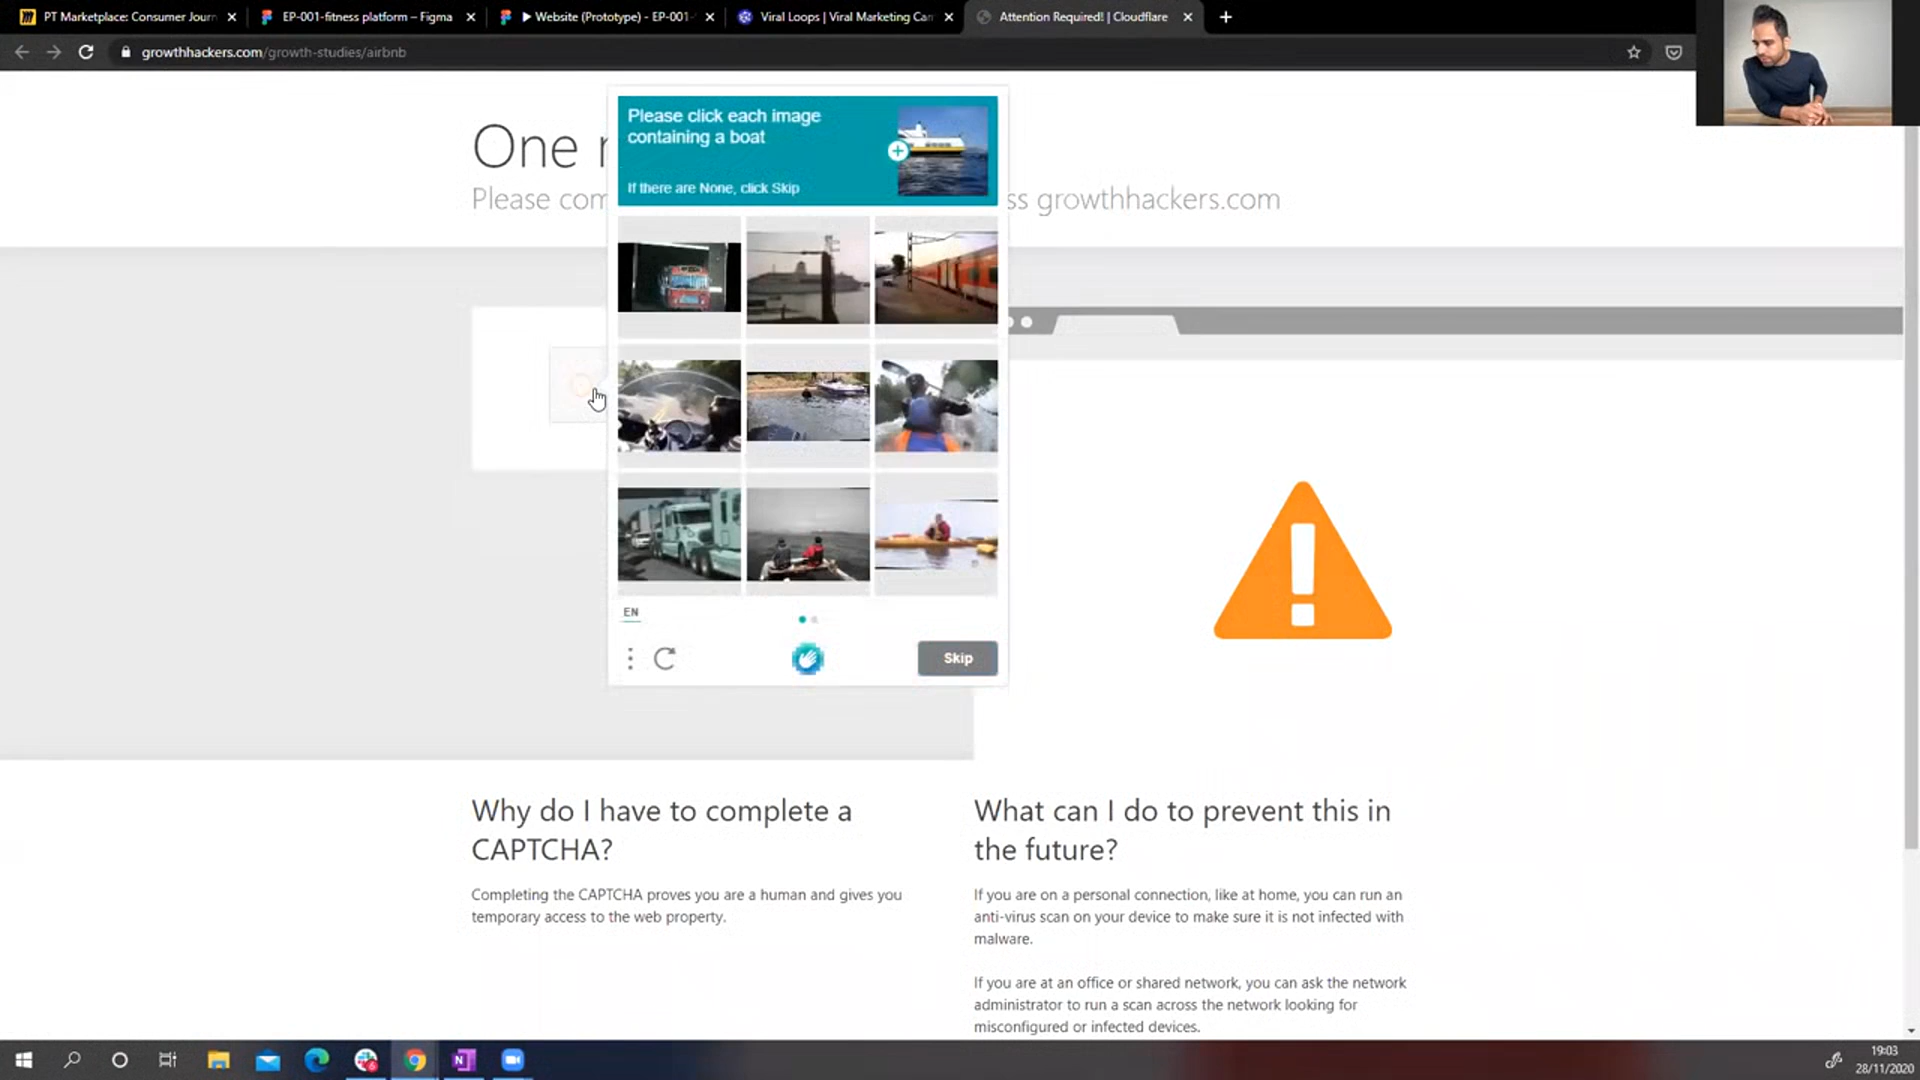 PT Marketplace: Consumer Journ
EP-001-fitness platform – Figma
Website (Prototype) - EP-001-
Viral Loops | Viral Marketing Can
Attention Required! | Cloudflare
growthhackers.com/growth-studies/airbnb
Please click each image
containing a boat
If there are None, click Skip
One
Please com
ss growthhackers.com
EN
Skip
Why do I have to complete a
CAPTCHA?
Completing the CAPTCHA proves you are a human and gives you
temporary access to the web property.
What can I do to prevent this in
the future?
If you are on a personal connection, like at home, you can run an
anti-virus scan on your device to make sure it is not infected with
malware.
If you are at an office or shared network, you can ask the network
administrator to run a scan across the network looking for
misconfigured or infected devices.
19:03
28/11/2020